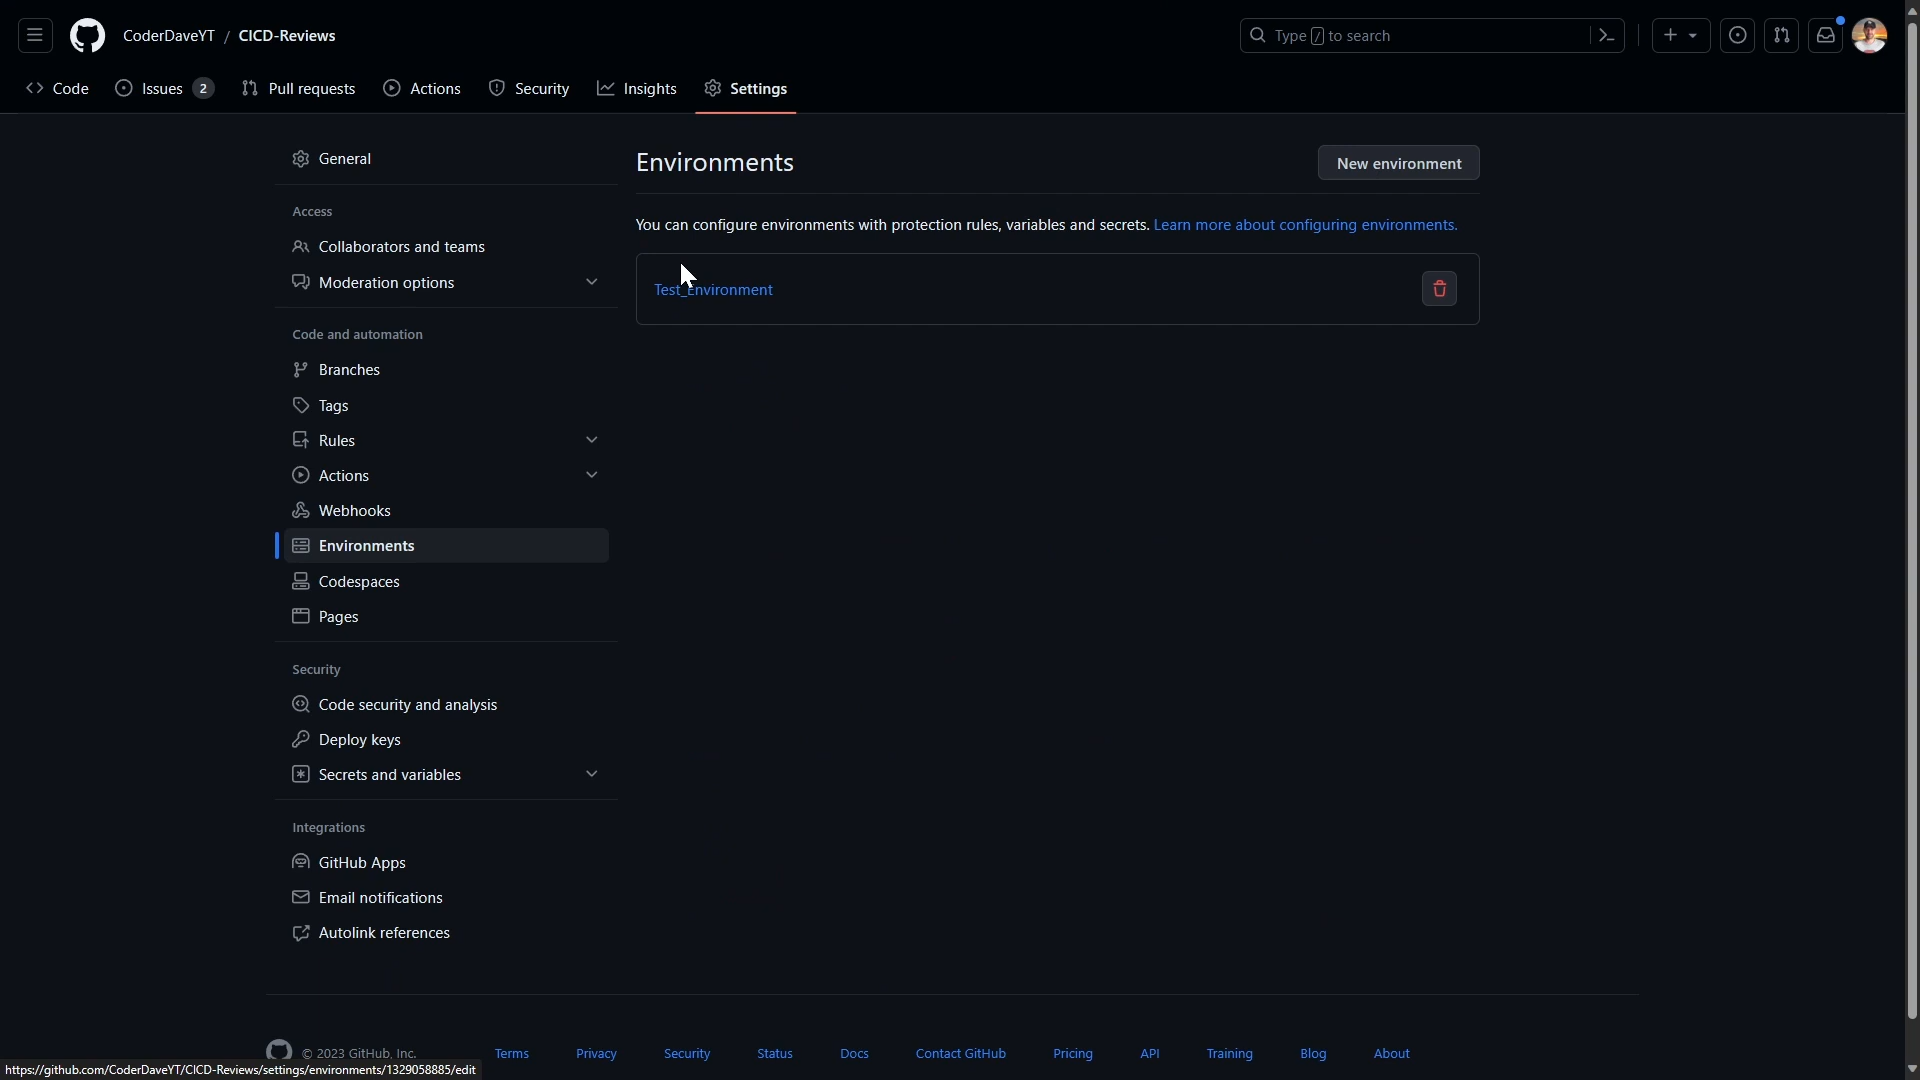 CoderDaveYT / CICD-Reviews
Type / to search
Code
Issues 2
Pull requests
Actions
Security
Insights
Settings
General
Access
Collaborators and teams
Moderation options
Code and automation
Branches
Tags
Rules
Actions
Webhooks
Environments
Codespaces
Pages
Security
Code security and analysis
Deploy keys
Secrets and variables
Integrations
GitHub Apps
Email notifications
Autolink references
Environments
New environment
You can configure environments with protection rules, variables and secrets. Learn more about configuring environments.
Test_Environment
© 2023 GitHub, Inc.
Terms
Privacy
Security
Status
Docs
Contact GitHub
Pricing
API
Training
Blog
About
https://github.com/CoderDaveYT/CICD-Reviews/settings/environments/1329058885/edit